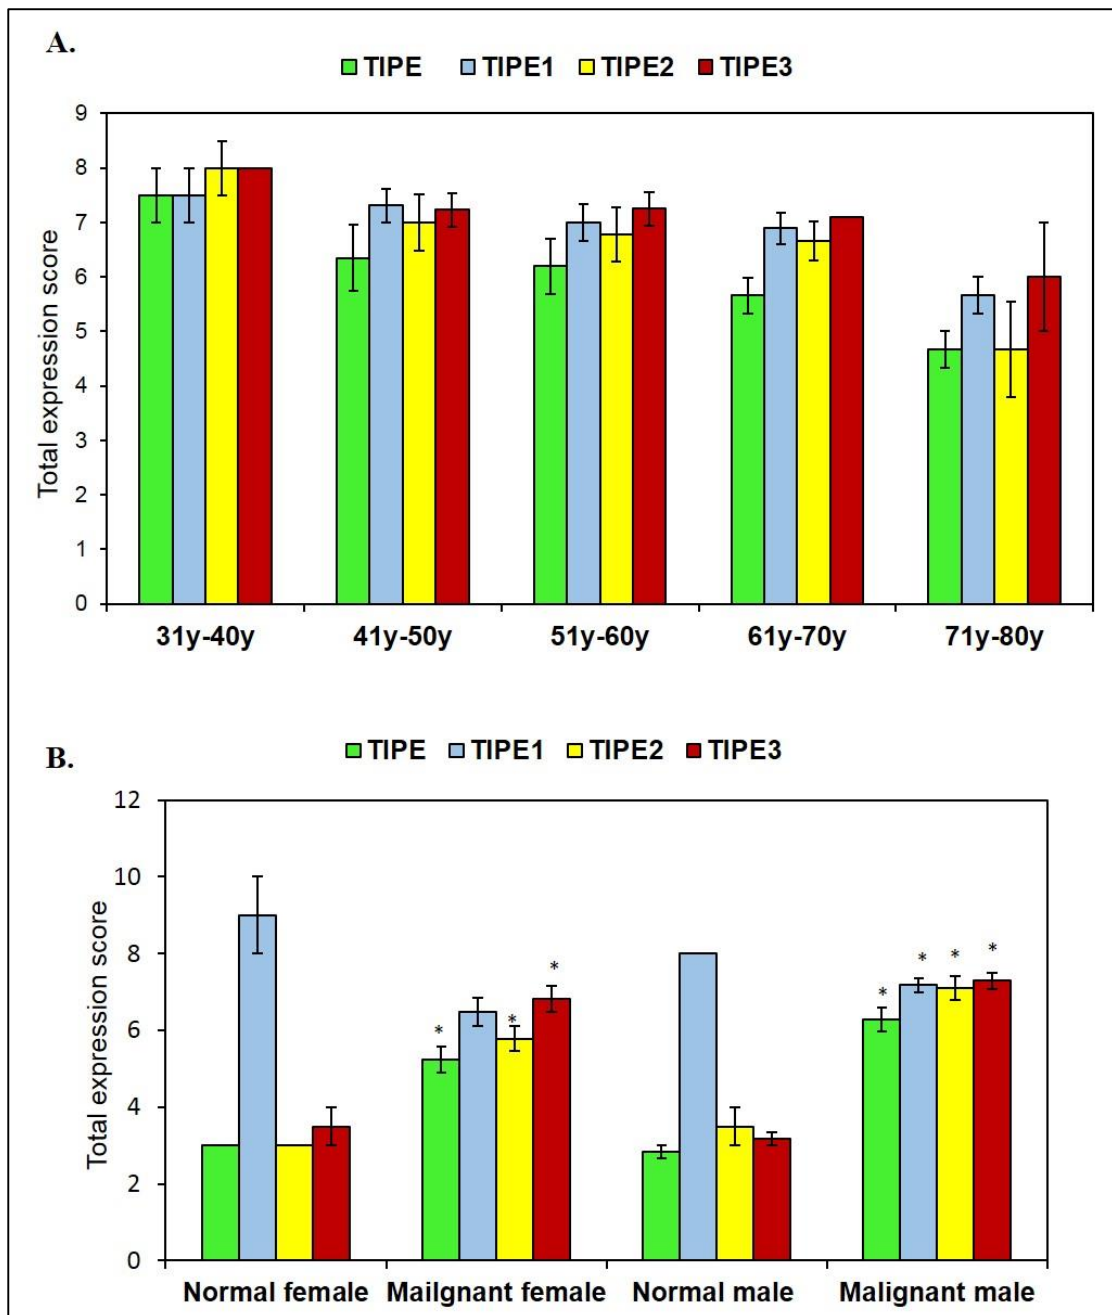 A.
TIPE TIPE1 TIPE2 TIPE3
Total expression score
9
8
7
6
5
4
3
2
1
0
31y-40y 41y-50y 51y-60y 61y-70y 71y-80y
B.
TIPE TIPE1 TIPE2 TIPE3
Total expression score
12
10
8
6
4
2
0
* * *
* * * *
Normal female Mailgnant female Normal male Malignant male